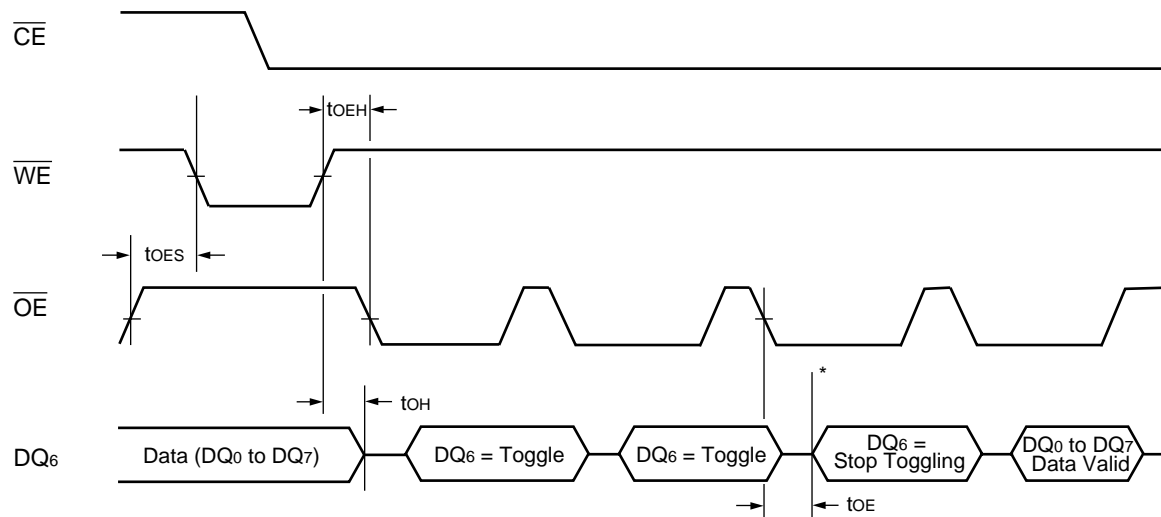 CE
tOEH
WE
tOES
OE
*
tOH
DQ6
Data (DQ0 to DQ7)
DQ6 = Toggle
DQ6 = Toggle
DQ6 =
Stop Toggling
DQ0 to DQ7
Data Valid
tOE